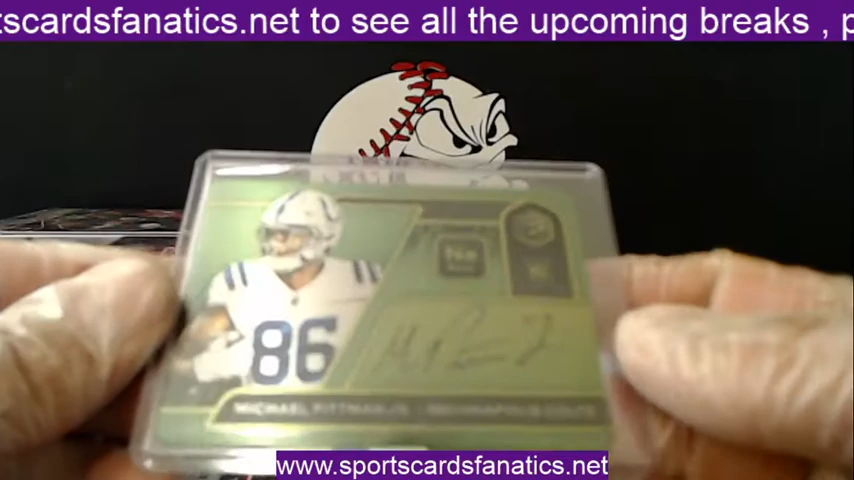 tscardsfanatics.net to see all the upcoming breaks , p
86
MICHAEL PITTMAN JR. - INDIANAPOLIS COLTS
www.sportscardsfanatics.net